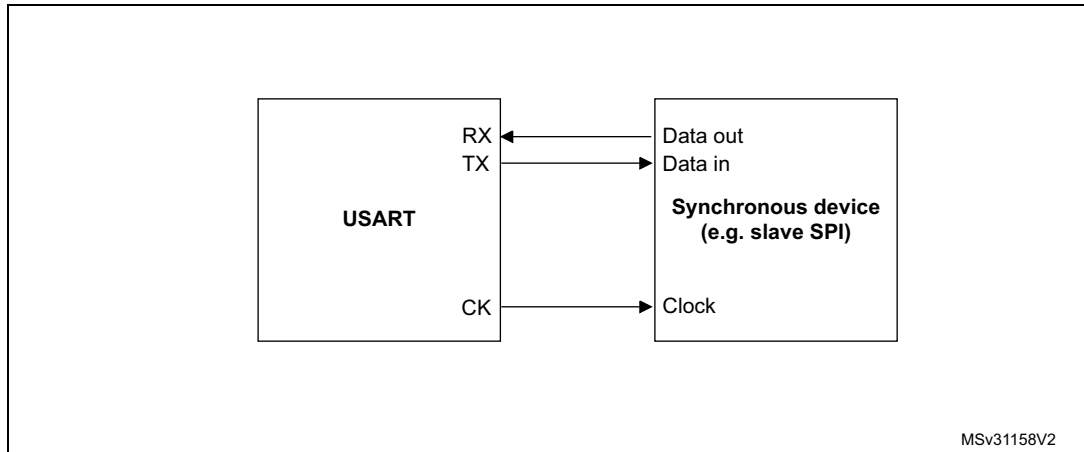 RX
TX
USART
CK
Data out
Data in
Synchronous device
(e.g. slave SPI)
Clock
MSv31158V2